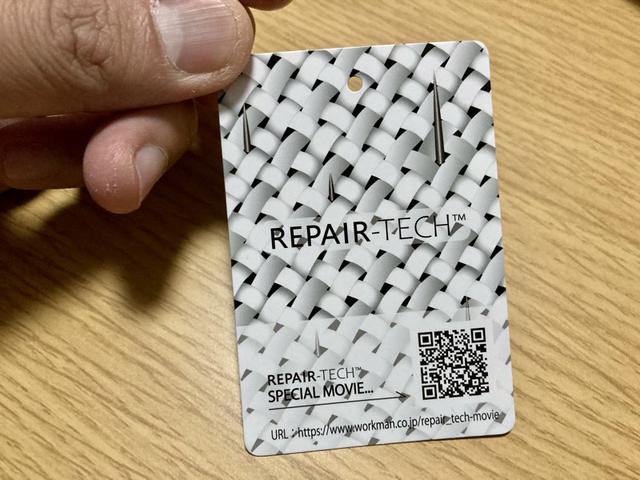 REPAIR-TECH™
REPAIR-TECH™
SPECIAL MOVIE...
URL : https://www.workman.co.jp/repair_tech-movie